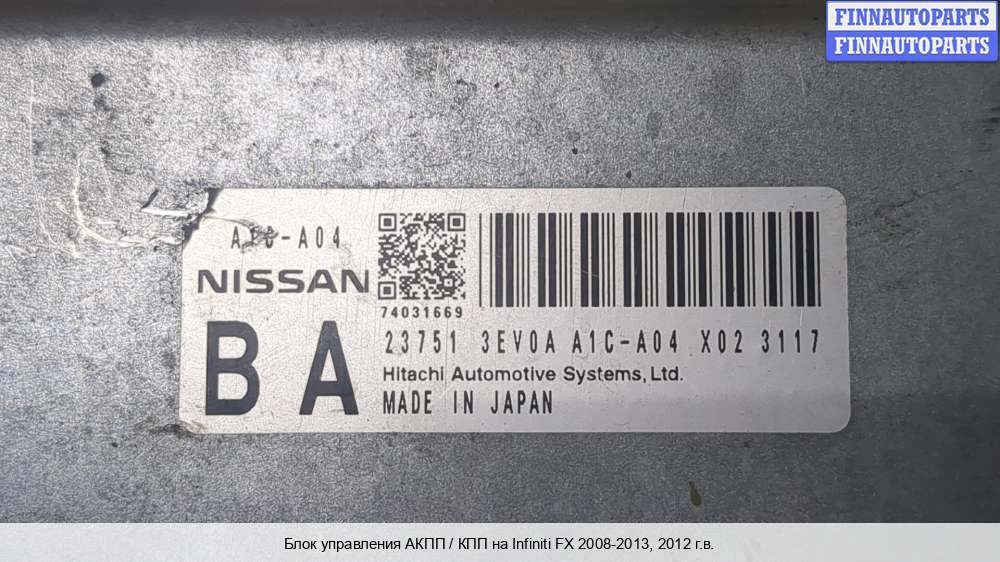 FINNAUTOPARTS
FINNAUTOPARTS
A1C-A04
NISSAN
74031669
BA
23751 3EV0A A1C-A04 X02 3117
Hitachi Automotive Systems, Ltd.
MADE IN JAPAN
Блок управления АКПП / КПП на Infiniti FX 2008-2013, 2012 г.в.